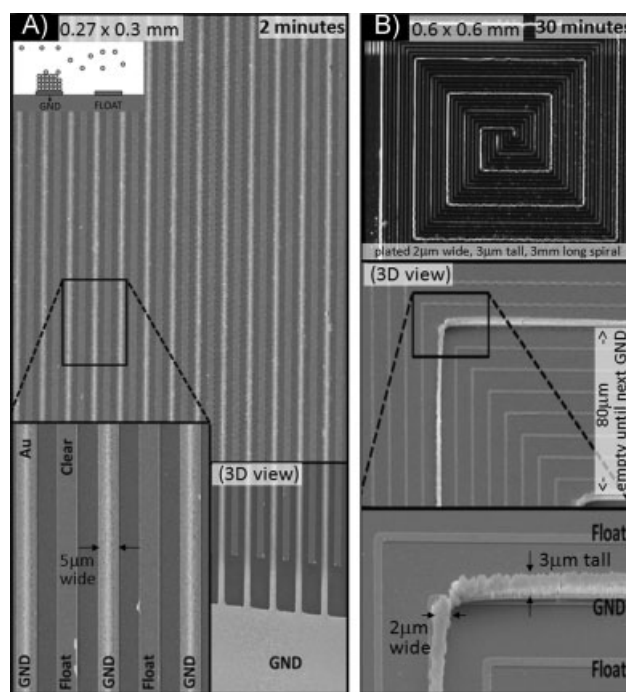 A) 0.27 x 0.3 mm 2 minutes
GND FLOAT
Au
Clear
5µm
wide
GND
Float
GND
Float
GND
(3D view)
GND
B) 0.6 x 0.6 mm 30 minutes
plated 2µm wide, 3µm tall, 3mm long spiral
(3D view)
<- 80µm ->
empty until next GND
Float
3µm tall
GND
2µm
wide
Float